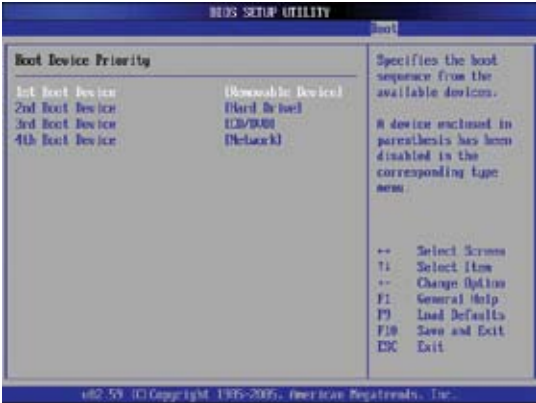 BIOS SETUP UTILITY
Boot
Boot Device Priority
1st Boot Device [Removable Device]
2nd Boot Device [Hard Drive]
3rd Boot Device [CD/DVD]
4th Boot Device [Network]
Specifies the boot
sequence from the
available devices.
A device enclosed in
parenthesis has been
disabled in the
corresponding type
menu.
↔ Select Screen
↑↓ Select Item
+- Change Option
F1 General Help
F9 Load Defaults
F10 Save and Exit
ESC Exit
v02.59 (C)Copyright 1985-2005, American Megatrends, Inc.